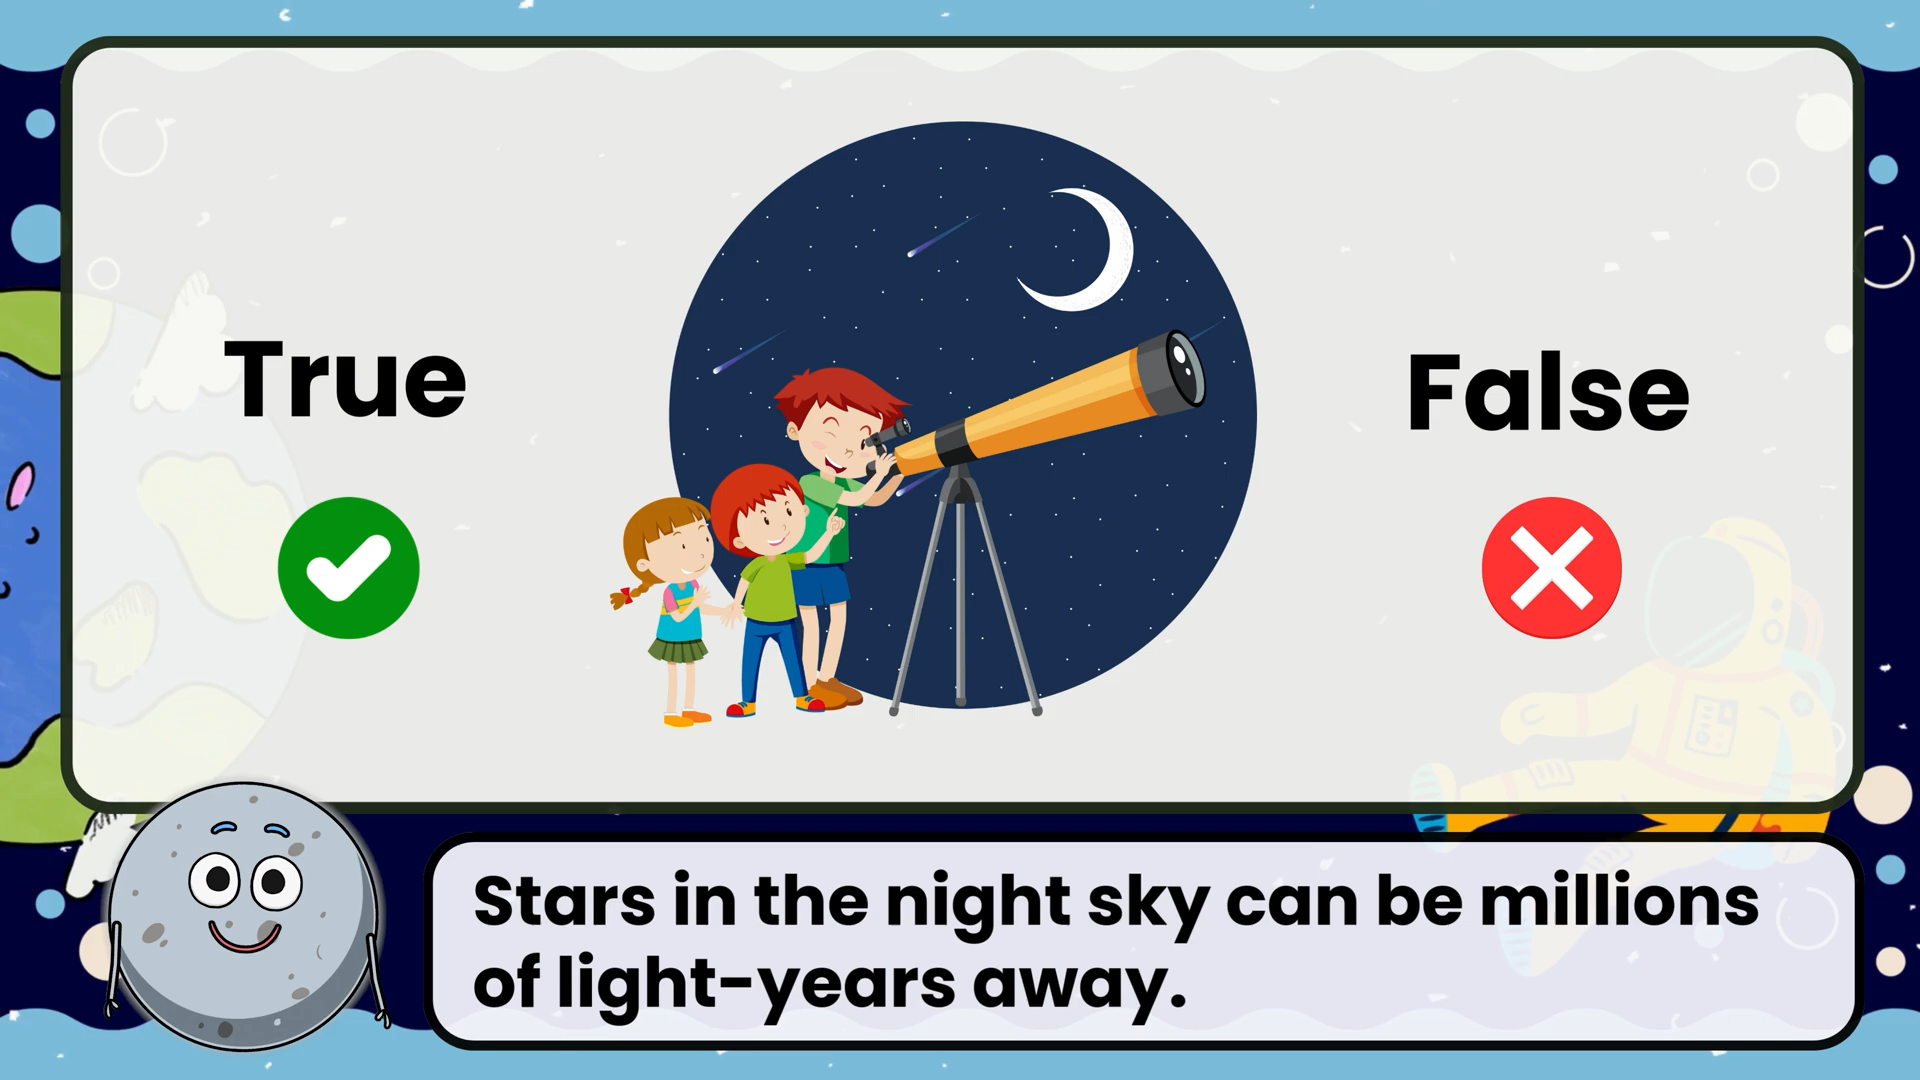 True
False
Stars in the night sky can be millions
of light-years away.